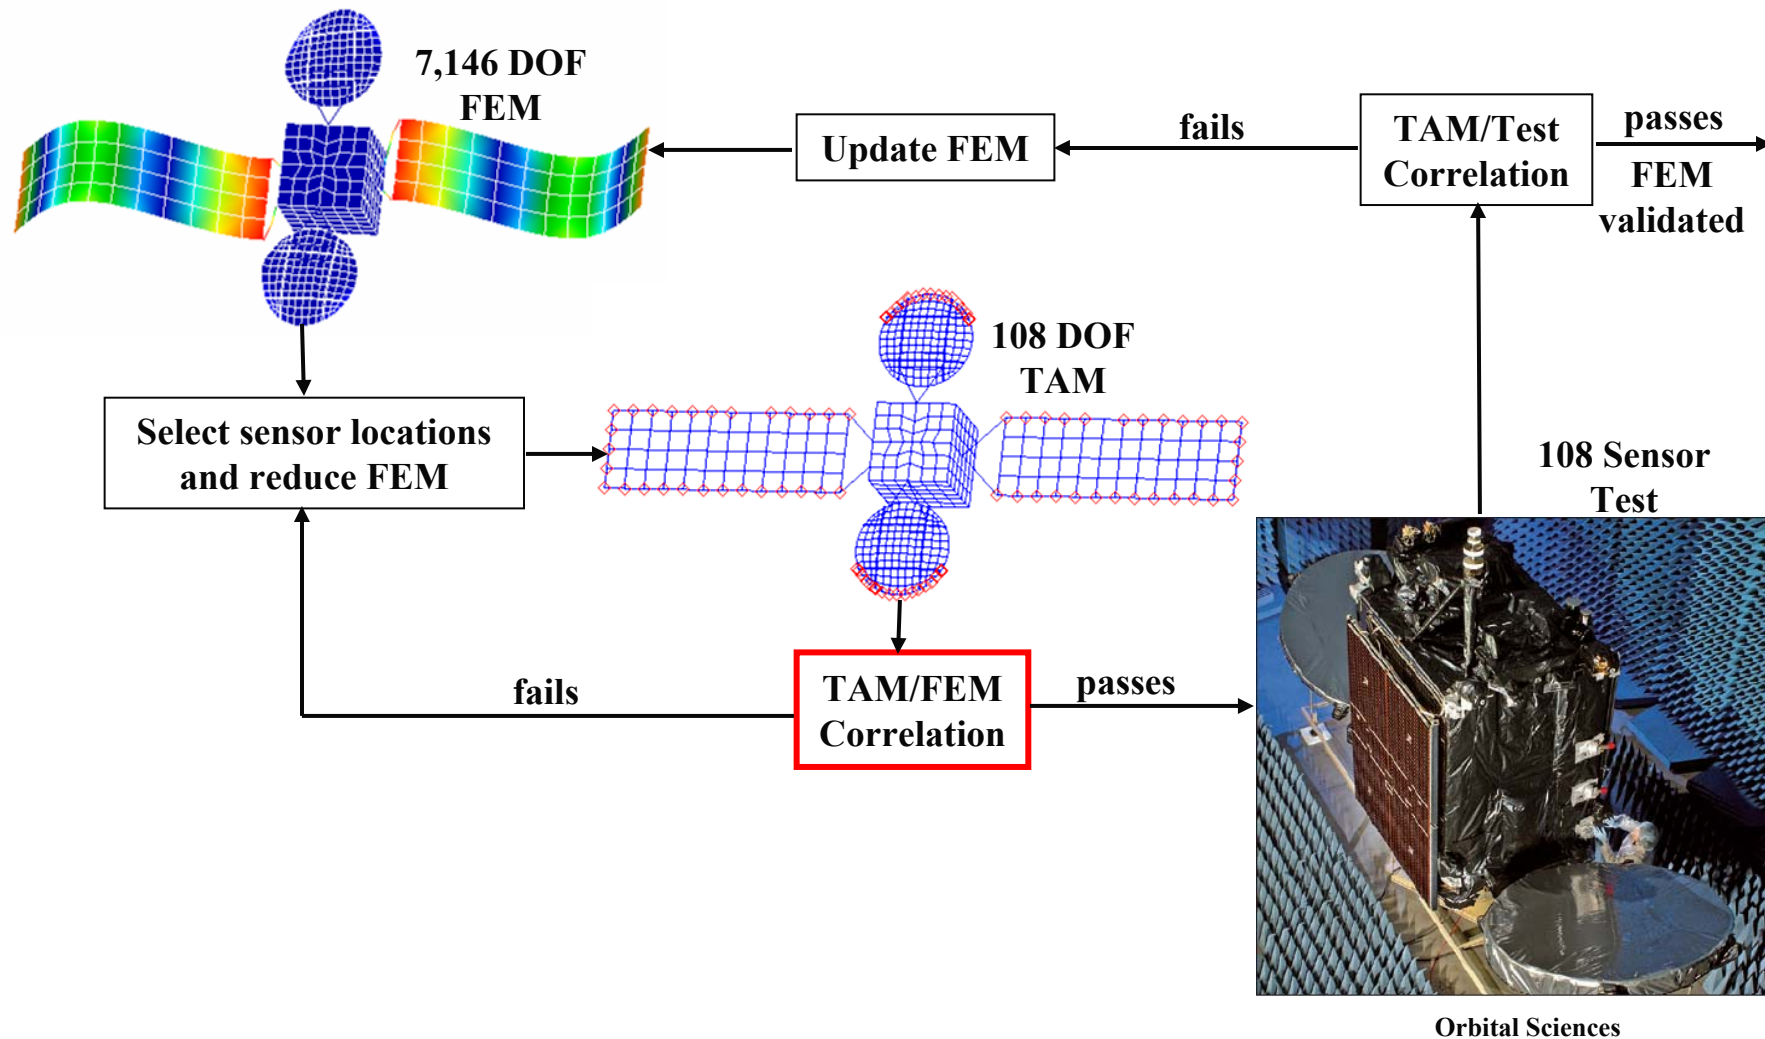 7,146 DOF
FEM
Update FEM
fails
TAM/Test
Correlation
passes
FEM
validated
108 DOF
TAM
Select sensor locations
and reduce FEM
108 Sensor
Test
fails
TAM/FEM
Correlation
passes
Orbital Sciences